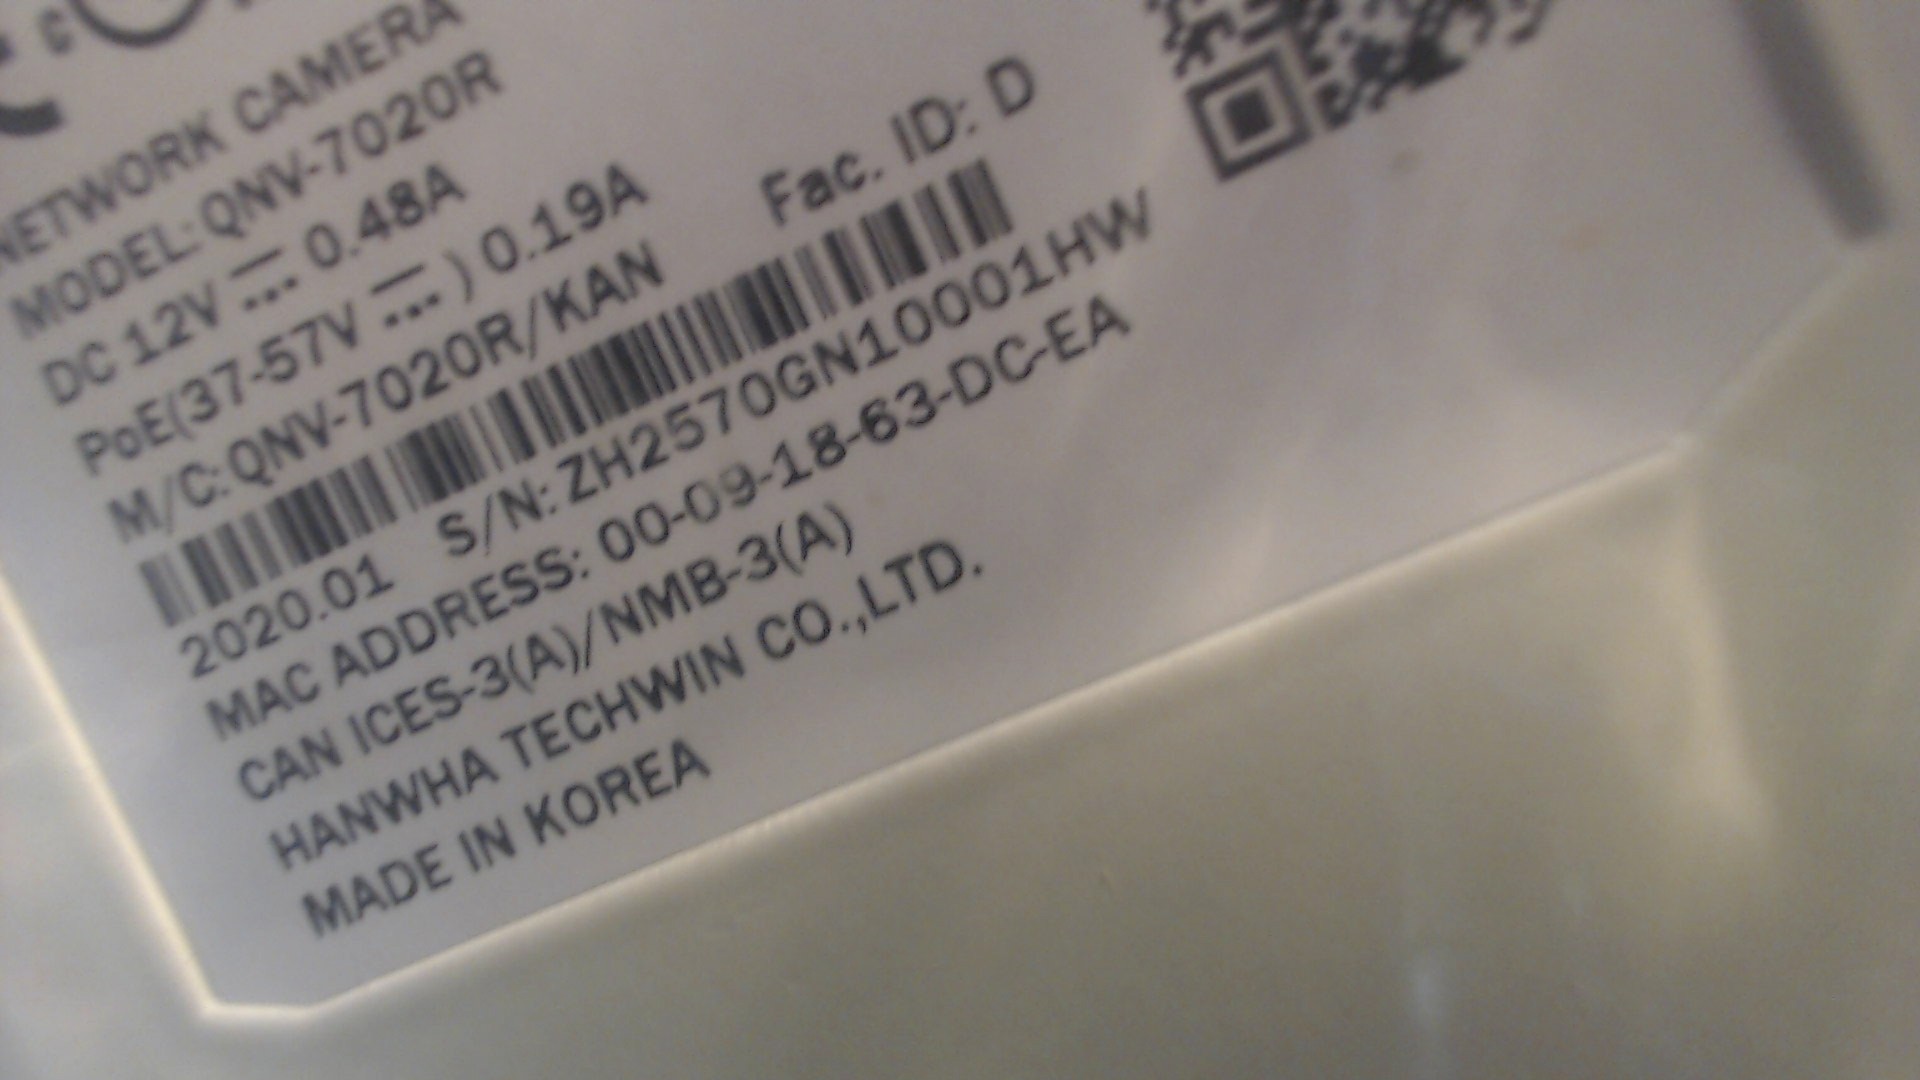 NETWORK CAMERA
MODEL: QNV-7020R
DC 12V 0.48A
PoE(37-57V ) 0.19A
M/C: QNV-7020R/KAN
Fac. ID: D
2020.01 S/N: ZH2570GN10001HW
MAC ADDRESS: 00-09-18-63-DC-EA
CAN ICES-3(A)/NMB-3(A)
HANWHA TECHWIN CO.,LTD.
MADE IN KOREA